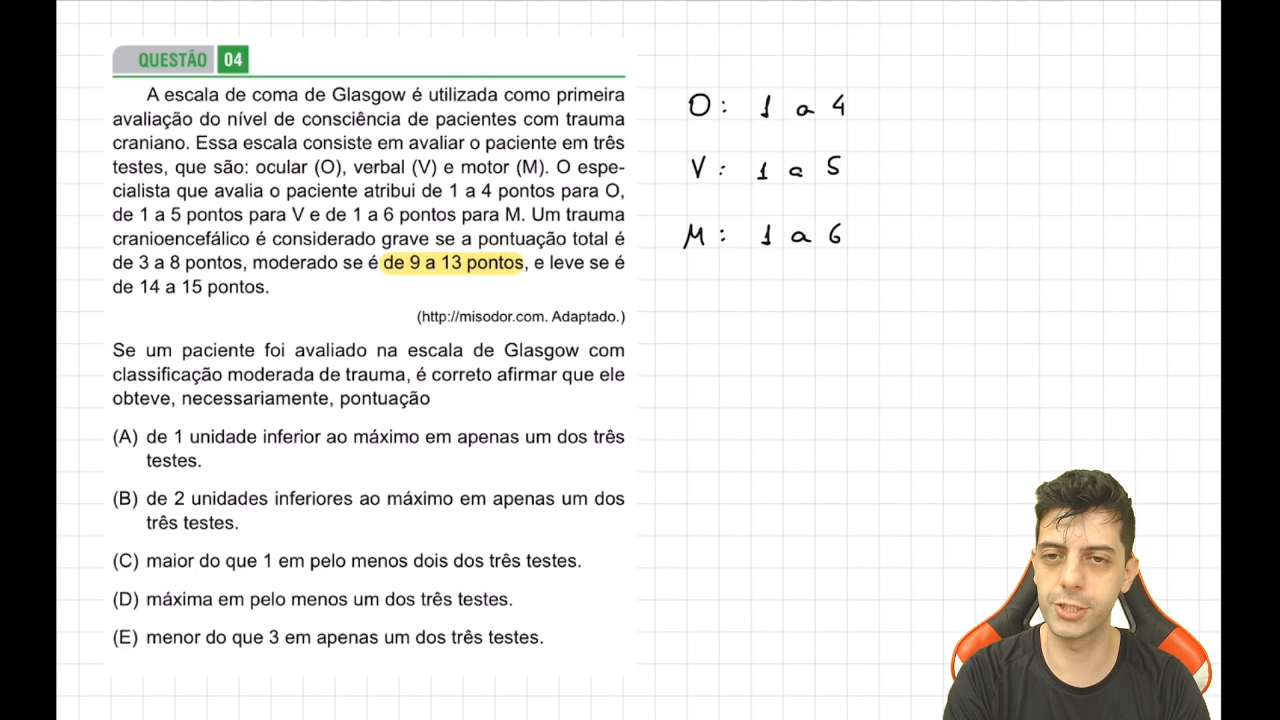 QUESTÃO 04
A escala de coma de Glasgow é utilizada como primeira
avaliação do nível de consciência de pacientes com trauma
craniano. Essa escala consiste em avaliar o paciente em três
testes, que são: ocular (O), verbal (V) e motor (M). O espe-
cialista que avalia o paciente atribui de 1 a 4 pontos para O,
de 1 a 5 pontos para V e de 1 a 6 pontos para M. Um trauma
cranioencefálico é considerado grave se a pontuação total é
de 3 a 8 pontos, moderado se é de 9 a 13 pontos, e leve se é
de 14 a 15 pontos.
(http://misodor.com. Adaptado.)
Se um paciente foi avaliado na escala de Glasgow com
classificação moderada de trauma, é correto afirmar que ele
obteve, necessariamente, pontuação
(A) de 1 unidade inferior ao máximo em apenas um dos três
testes.
(B) de 2 unidades inferiores ao máximo em apenas um dos
três testes.
(C) maior do que 1 em pelo menos dois dos três testes.
(D) máxima em pelo menos um dos três testes.
(E) menor do que 3 em apenas um dos três testes.
O: 1 a 4
V: 1 a 5
M: 1 a 6